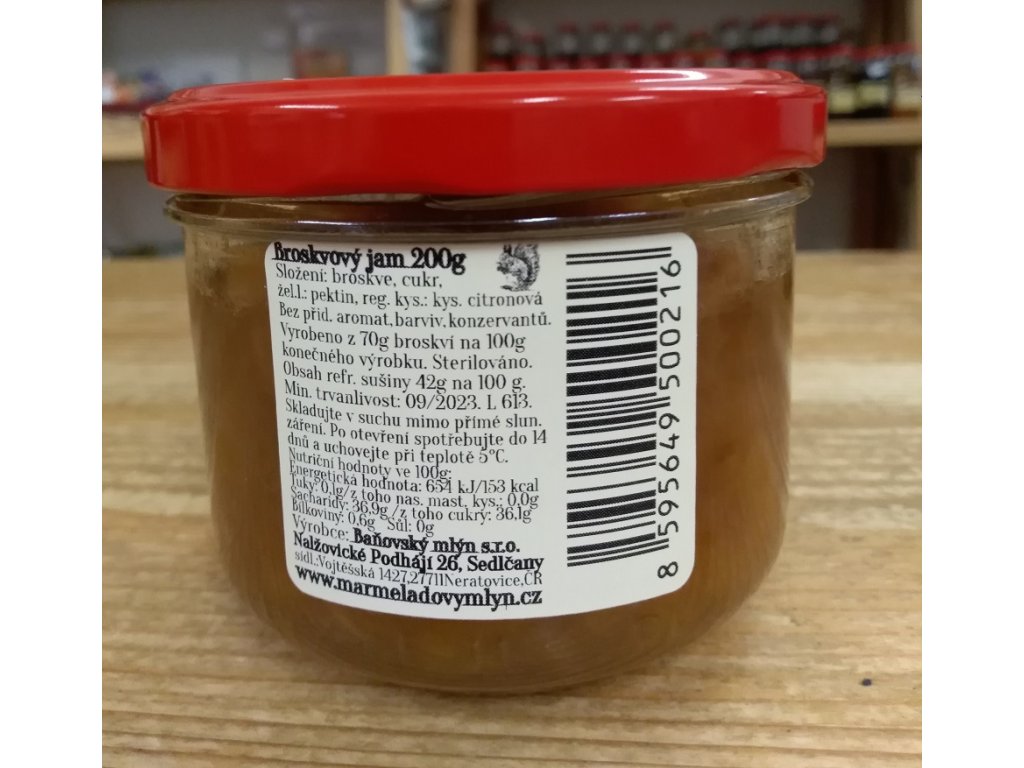 Broskvový jam 200g
Složení: broskve, cukr,
žel.l.: pektin, reg. kys.: kys. citronová
Bez přid. aromat, barviv, konzervantů.
Vyrobeno z 70g broskví na 100g
konečného výrobku. Sterilováno.
Obsah refr. sušiny 42g na 100 g.
Min. trvanlivost: 09/2023. L 613.
Skladujte v suchu mimo přímé slun.
záření. Po otevření spotřebujte do 14
dnů a uchovejte při teplotě 5°C.
Nutriční hodnoty ve 100g:
Energetická hodnota: 654 kJ/153 kcal
Tuky: 0,1g/z toho nas. mast. kys.: 0,0g
Sacharidy: 36,9g/z toho cukry: 36,1g
Bílkoviny: 0,6g Sůl: 0g
Výrobce: Baňovský mlýn s.r.o.
Nalžovické Podhájí 26, Sedlčany
sídl.:Vojtěšská 1427,27711Neratovice,ČR
www.marmeladovymlyn.cz
8 595649 500216